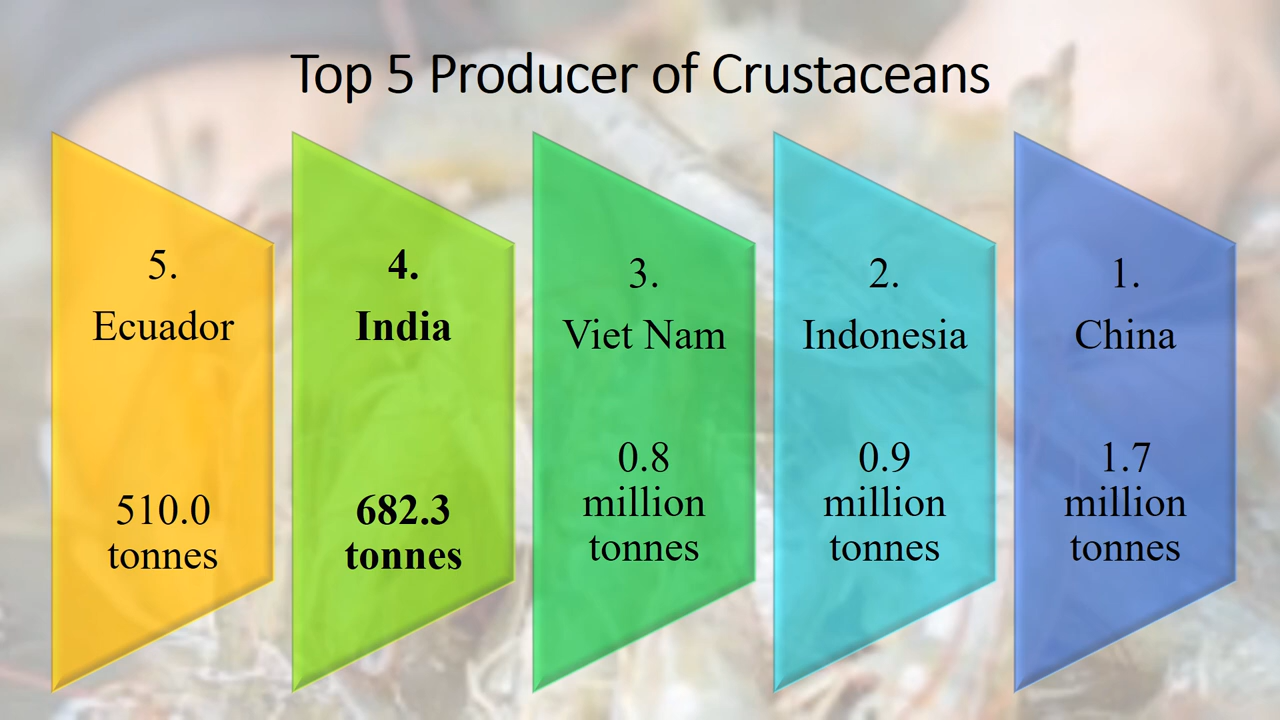 Top 5 Producer of Crustaceans
5.
Ecuador
510.0
tonnes
4.
India
682.3
tonnes
3.
Viet Nam
0.8
million
tonnes
2.
Indonesia
0.9
million
tonnes
1.
China
1.7
million
tonnes